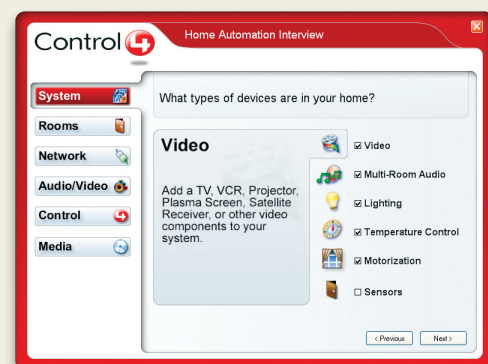 Control 4
Home Automation Interview
System
Rooms
Network
Audio/Video
Control
Media
What types of devices are in your home?
Video
Add a TV, VCR, Projector,
Plasma Screen, Satellite
Receiver, or other video
components to your
system.
Video
Multi-Room Audio
Lighting
Temperature Control
Motorization
Sensors
< Previous
Next >